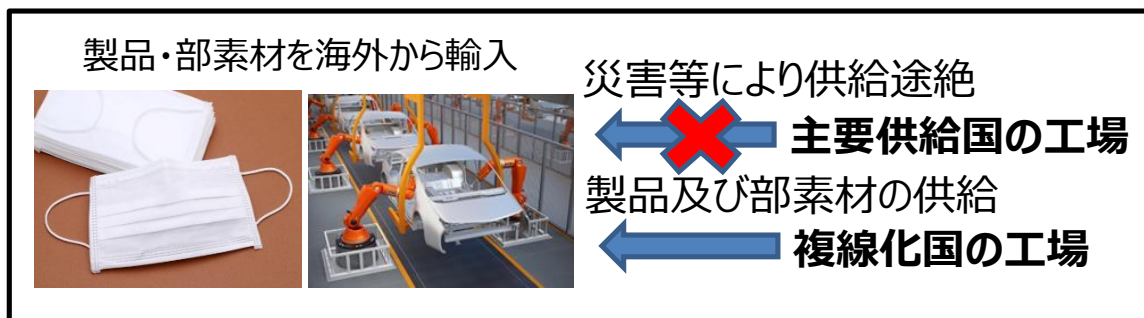 製品・部素材を海外から輸入
災害等により供給途絶
主要供給国の工場
製品及び部素材の供給
複線化国の工場